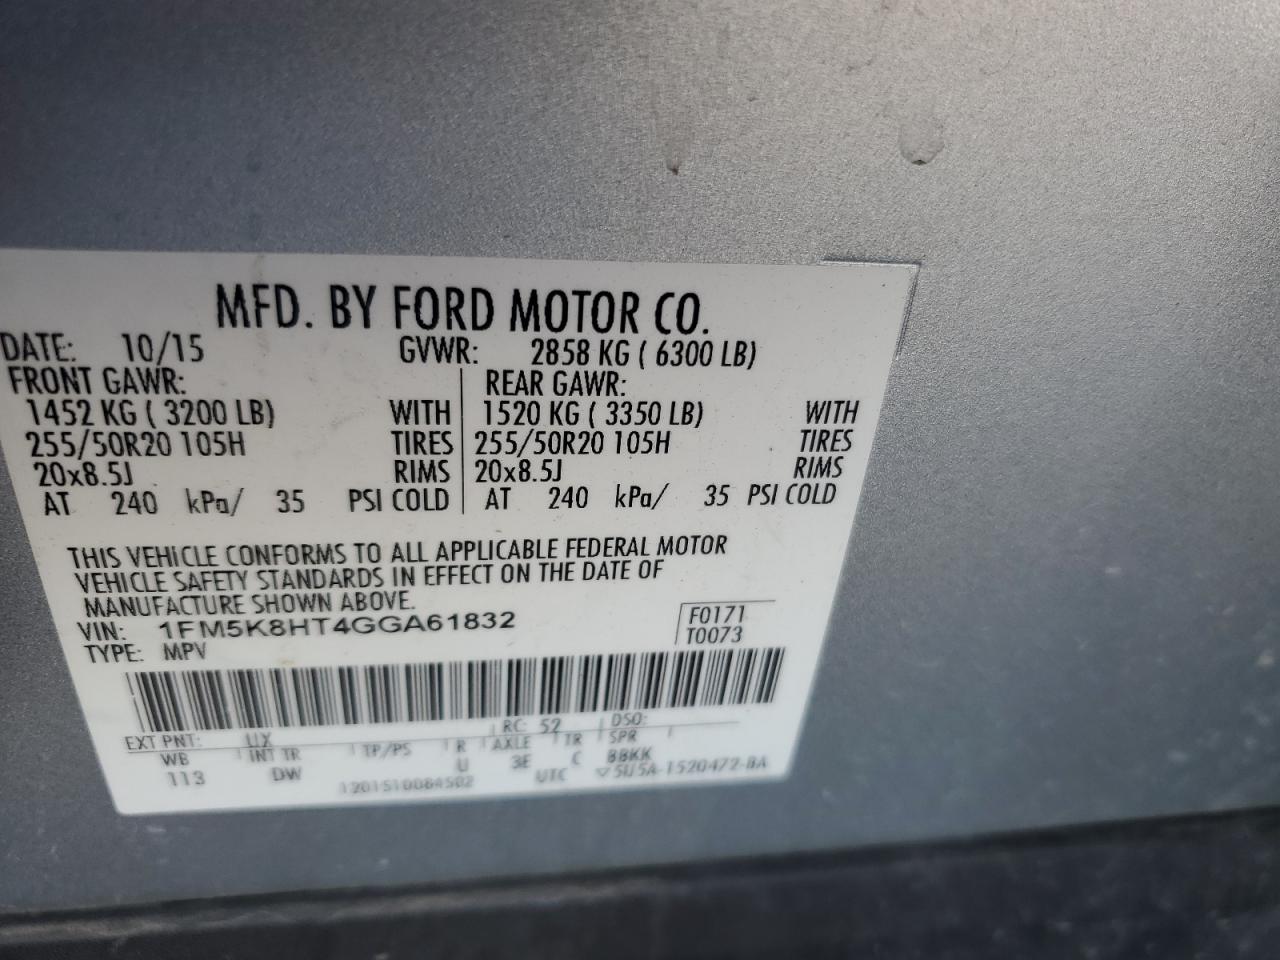 MFD. BY FORD MOTOR CO.
DATE: 10/15 GVWR: 2858 KG ( 6300 LB)
FRONT GAWR: REAR GAWR:
1452 KG ( 3200 LB) WITH 1520 KG ( 3350 LB) WITH
255/50R20 105H TIRES 255/50R20 105H TIRES
20x8.5J RIMS 20x8.5J RIMS
AT 240 kPa/ 35 PSI COLD AT 240 kPa/ 35 PSI COLD
THIS VEHICLE CONFORMS TO ALL APPLICABLE FEDERAL MOTOR
VEHICLE SAFETY STANDARDS IN EFFECT ON THE DATE OF
MANUFACTURE SHOWN ABOVE.
VIN: 1FM5K8HT4GGA61832 F0171
TYPE: MPV T0073
EXT PNT: UX RC: 52 DSO:
WB INT TR TP/PS R AXLE TR SPR
113 DW U 3E C BBKK
UTC